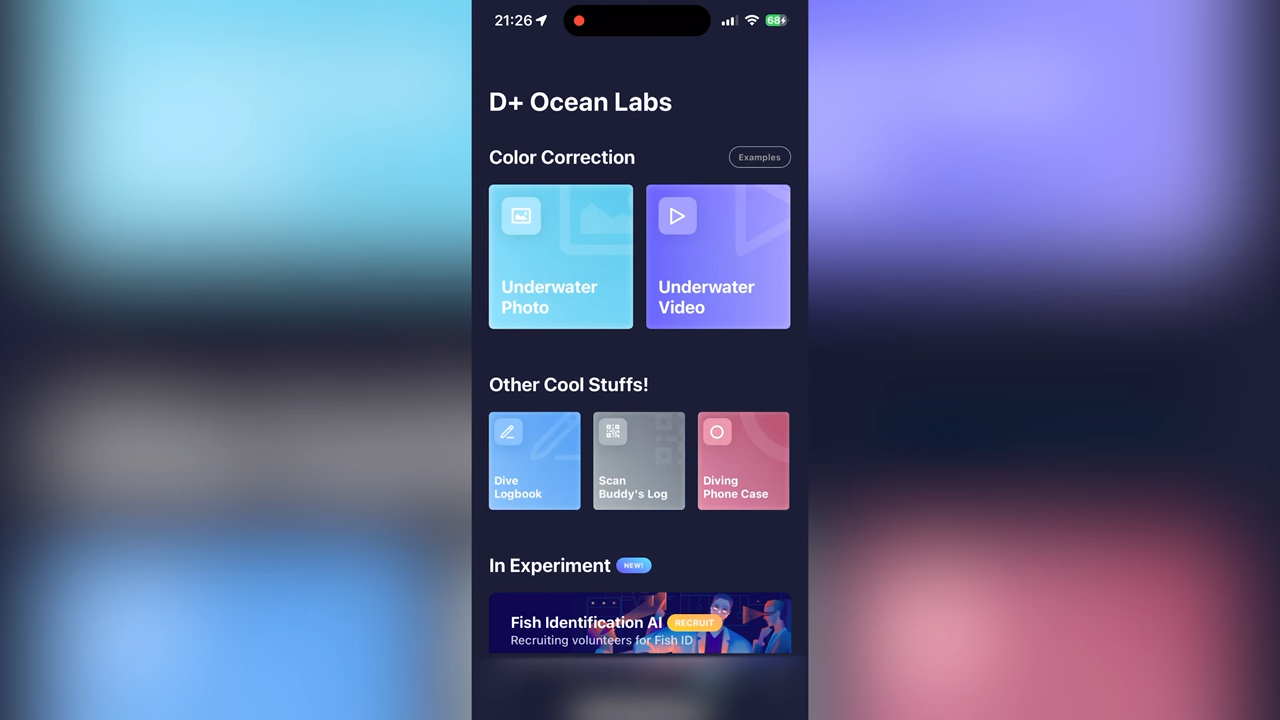 21:26
68
D+ Ocean Labs
Color Correction
Examples
Underwater
Photo
Underwater
Video
Other Cool Stuffs!
Dive
Logbook
Scan
Buddy's Log
Diving
Phone Case
In Experiment
NEW!
Fish Identification AI
RECRUIT
Recruiting volunteers for Fish ID